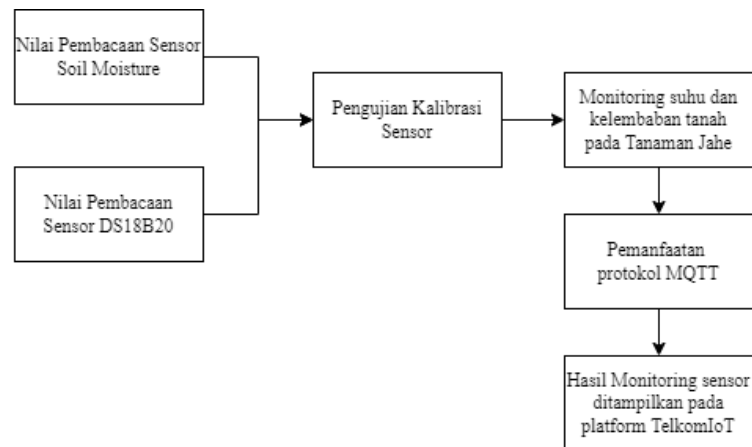 Nilai Pembacaan Sensor
Soil Moisture
Nilai Pembacaan
Sensor DS18B20
Pengujian Kalibrasi
Sensor
Monitoring suhu dan
kelembaban tanah
pada Tanaman Jahe
Pemanfaatan
protokol MQTT
Hasil Monitoring sensor
ditampilkan pada
platform TelkomIoT